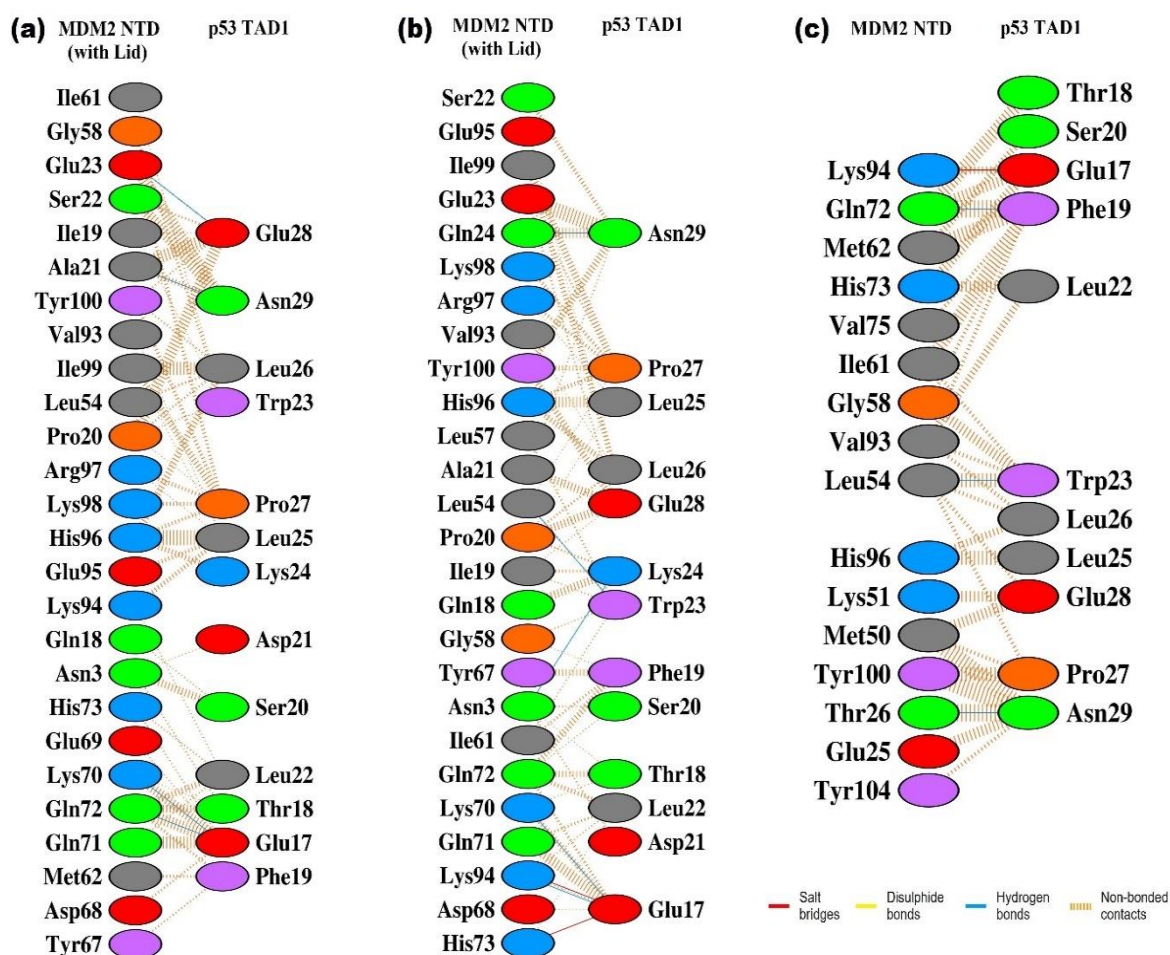 (a)
MDM2 NTD
(with Lid)
p53 TAD1
Ile61
Gly58
Glu23
Ser22
Ile19
Glu28
Ala21
Tyr100
Asn29
Val93
Ile99
Leu26
Leu54
Trp23
Pro20
Arg97
Lys98
Pro27
His96
Leu25
Glu95
Lys24
Lys94
Gln18
Asp21
Asn3
His73
Ser20
Glu69
Lys70
Leu22
Gln72
Thr18
Gln71
Glu17
Met62
Phe19
Asp68
Tyr67
(b)
MDM2 NTD
(with Lid)
p53 TAD1
Ser22
Glu95
Ile99
Glu23
Gln24
Asn29
Lys98
Arg97
Val93
Tyr100
Pro27
His96
Leu25
Leu57
Ala21
Leu26
Leu54
Glu28
Pro20
Ile19
Lys24
Gln18
Trp23
Gly58
Tyr67
Phe19
Asn3
Ser20
Ile61
Gln72
Thr18
Lys70
Leu22
Gln71
Asp21
Lys94
Asp68
Glu17
His73
(c)
MDM2 NTD
p53 TAD1
Thr18
Ser20
Lys94
Glu17
Gln72
Phe19
Met62
His73
Leu22
Val75
Ile61
Gly58
Val93
Leu54
Trp23
Leu26
His96
Leu25
Lys51
Glu28
Met50
Tyr100
Pro27
Thr26
Asn29
Glu25
Tyr104
Salt
bridges
Disulphide
bonds
Hydrogen
bonds
Non-bonded
contacts